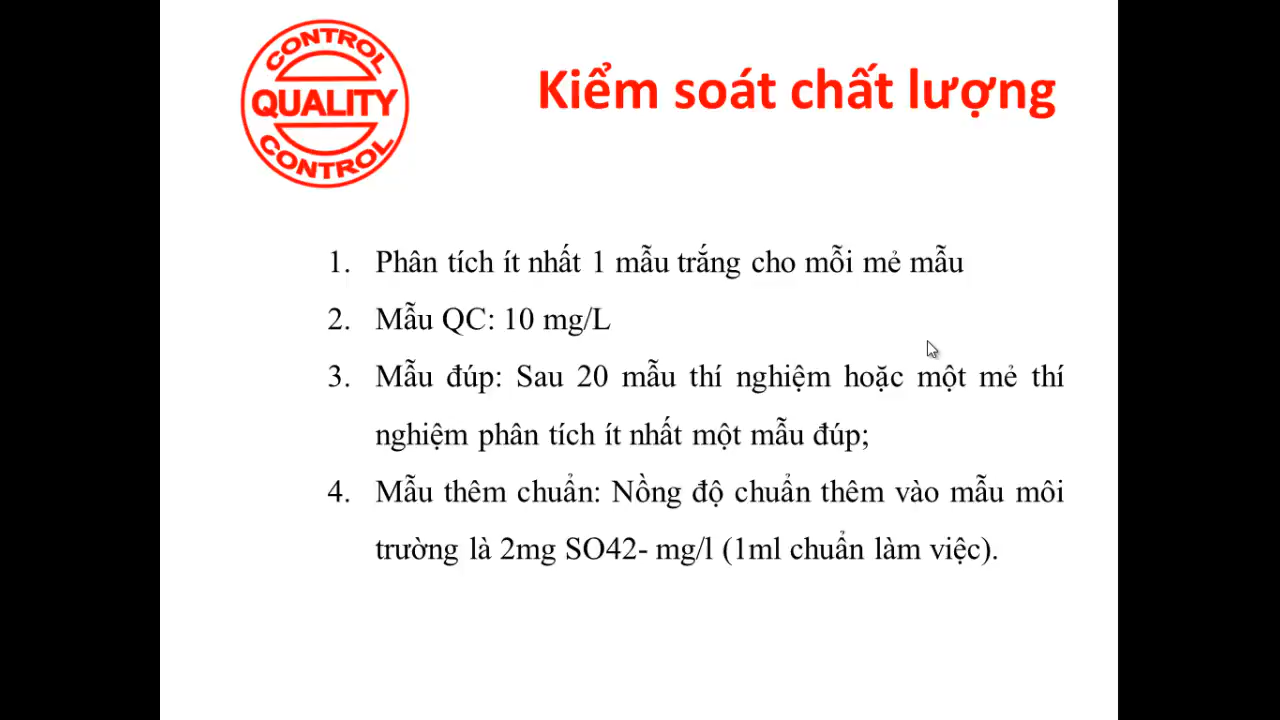 CONTROL
QUALITY
CONTROL
Kiểm soát chất lượng
1. Phân tích ít nhất 1 mẫu trắng cho mỗi mẻ mẫu
2. Mẫu QC: 10 mg/L
3. Mẫu đúp: Sau 20 mẫu thí nghiệm hoặc một mẻ thí
nghiệm phân tích ít nhất một mẫu đúp;
4. Mẫu thêm chuẩn: Nồng độ chuẩn thêm vào mẫu môi
trường là 2mg SO42- mg/l (1ml chuẩn làm việc).